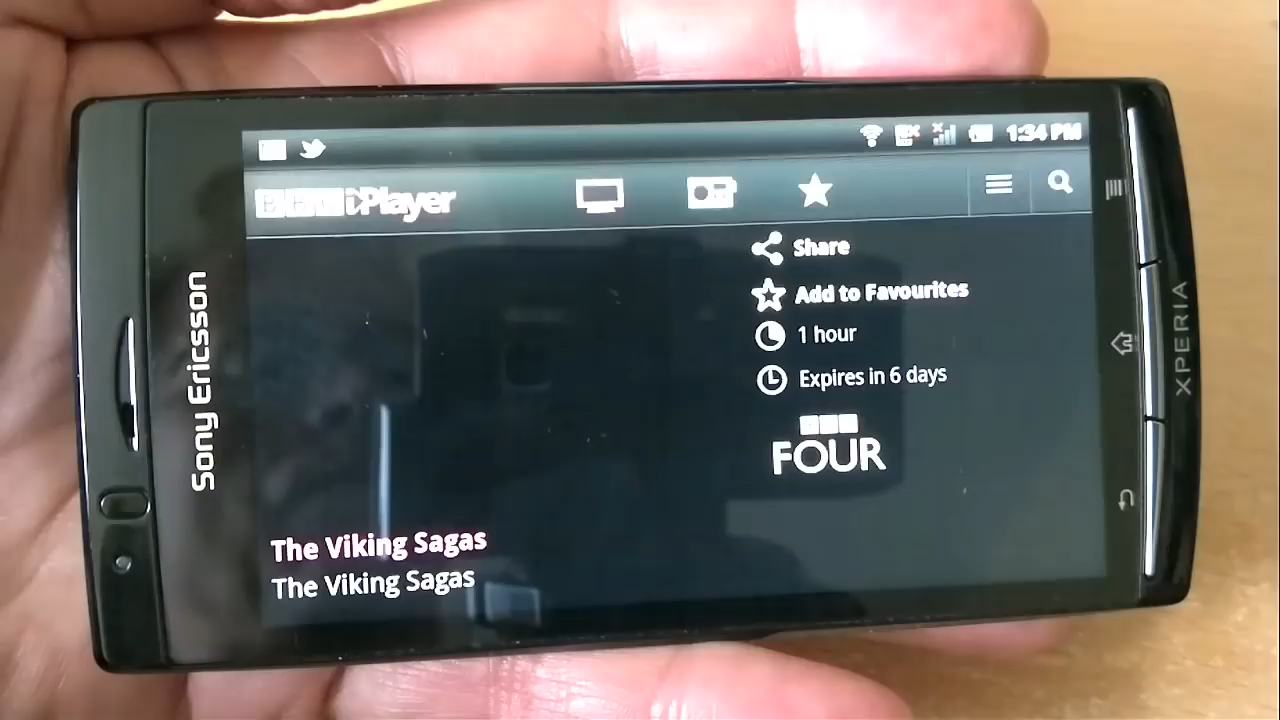 1:34 PM
BBC iPlayer
Share
Add to Favourites
1 hour
Expires in 6 days
FOUR
The Viking Sagas
The Viking Sagas
Sony Ericsson
XPERIA